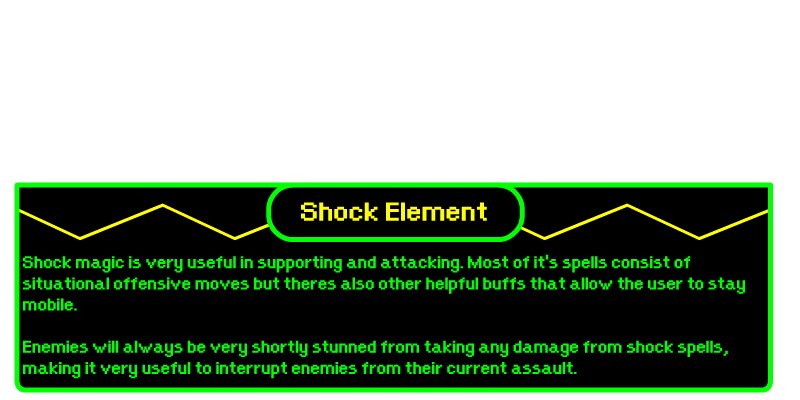 Shock Element
Shock magic is very useful in supporting and attacking. Most of it's spells consist of
situational offensive moves but theres also other helpful buffs that allow the user to stay
mobile.
Enemies will always be very shortly stunned from taking any damage from shock spells,
making it very useful to interrupt enemies from their current assault.